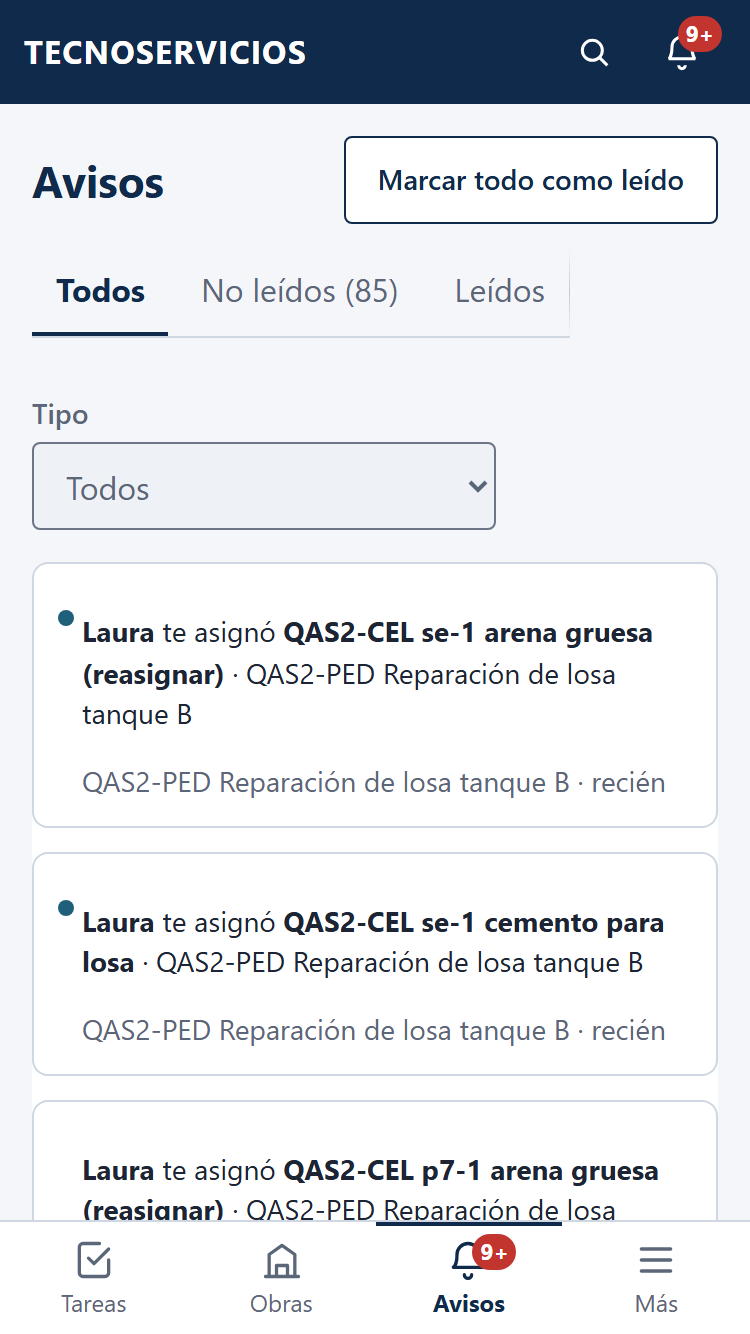 TECNOSERVICIOS
9+
Avisos
Marcar todo como leído
Todos
No leídos (85)
Leídos
Tipo
Todos
Laura te asignó QAS2-CEL se-1 arena gruesa
(reasignar) · QAS2-PED Reparación de losa
tanque B
QAS2-PED Reparación de losa tanque B · recién
Laura te asignó QAS2-CEL se-1 cemento para
losa · QAS2-PED Reparación de losa tanque B
QAS2-PED Reparación de losa tanque B · recién
Laura te asignó QAS2-CEL p7-1 arena gruesa
(reasignar) · QAS2-PED Reparación de losa
9+
Tareas
Obras
Avisos
Más